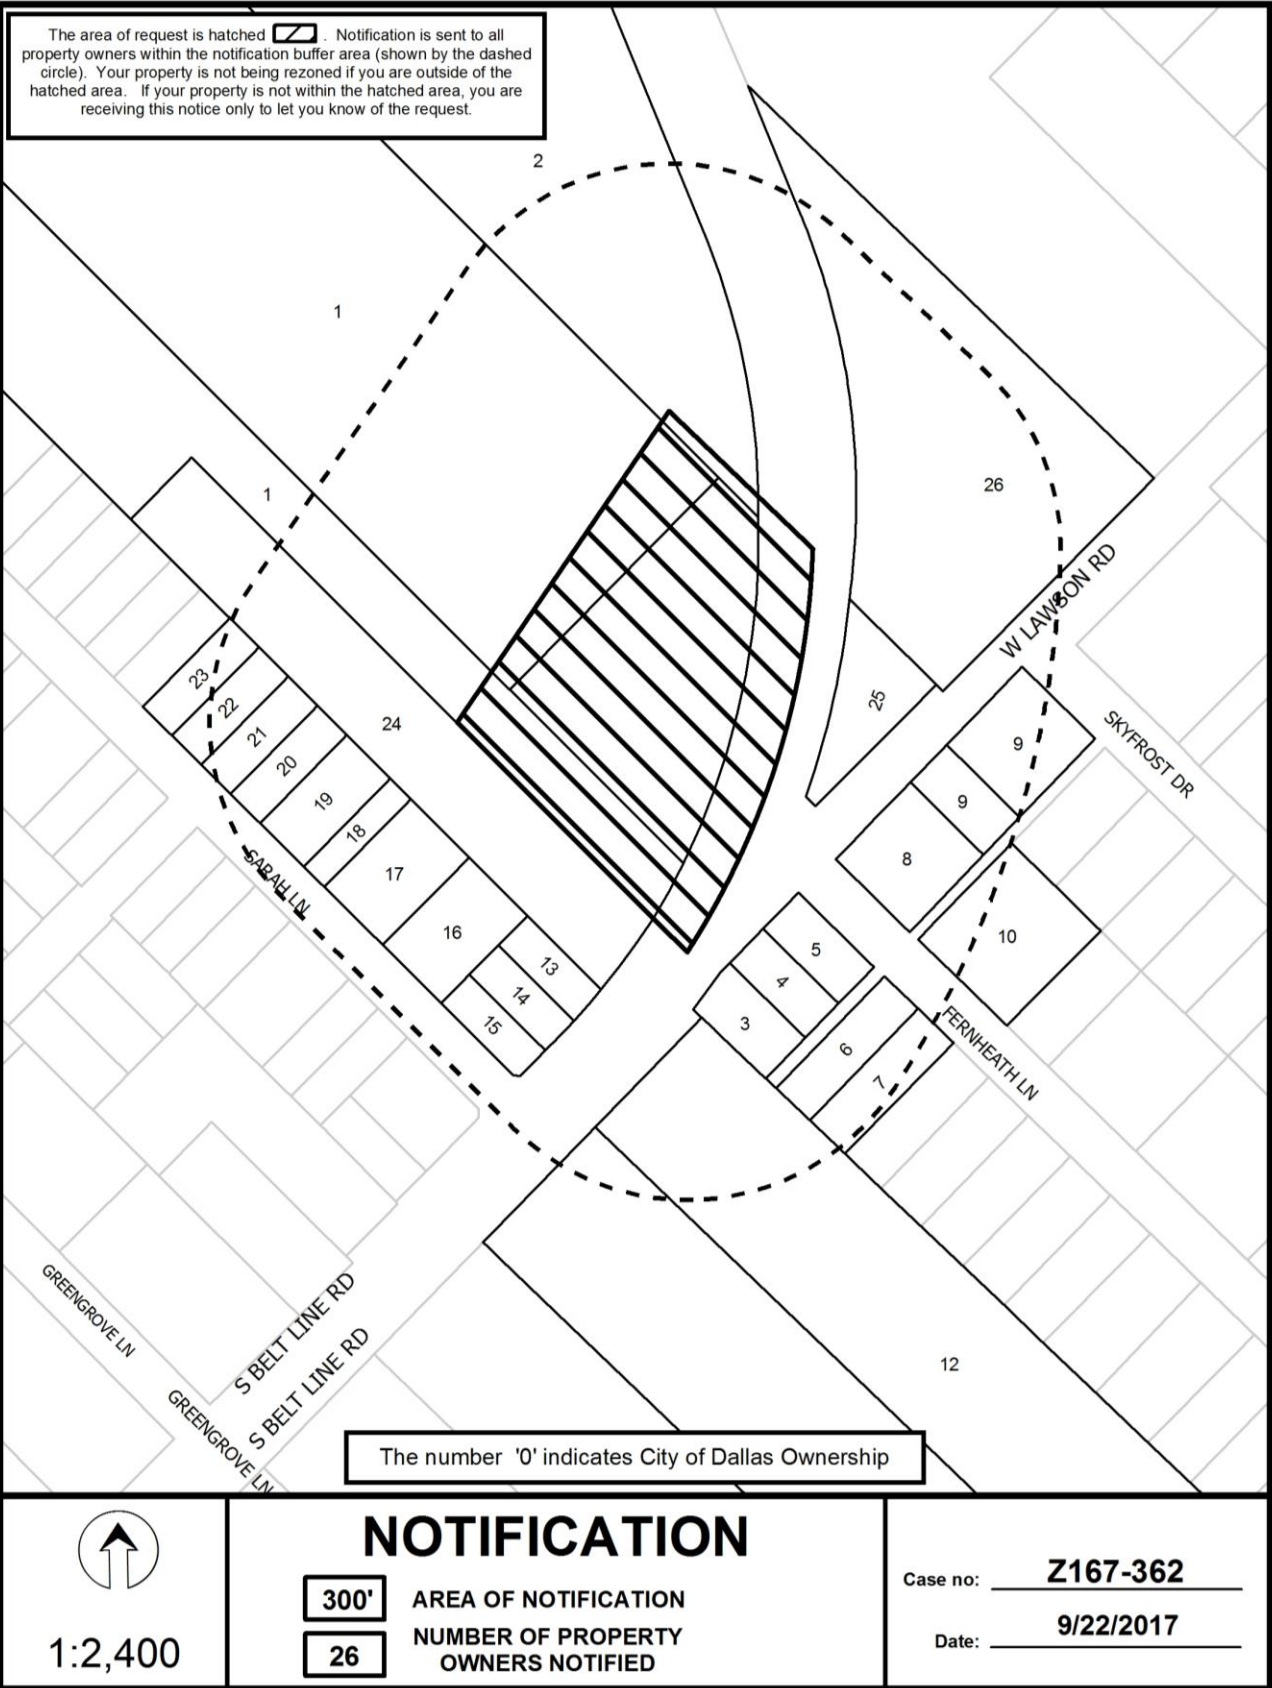 The area of request is hatched . Notification is sent to all
property owners within the notification buffer area (shown by the dashed
circle). Your property is not being rezoned if you are outside of the
hatched area. If your property is not within the hatched area, you are
receiving this notice only to let you know of the request.
2
1
1
26
W LAWSON RD
25
23
22
21
20
19
18
17
16
13
14
15
24
SARAH LN
9
9
8
SKYFROST DR
10
5
4
3
6
7
FERNHEATH LN
12
GREENGROVE LN
S BELT LINE RD
S BELT LINE RD
GREENGROVE LN
The number '0' indicates City of Dallas Ownership
1:2,400
NOTIFICATION
300' AREA OF NOTIFICATION
26 NUMBER OF PROPERTY
OWNERS NOTIFIED
Case no: Z167-362
Date: 9/22/2017